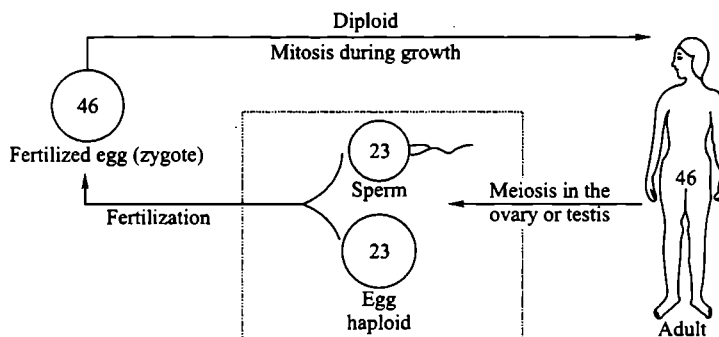 Diploid
Mitosis during growth
46
Fertilized egg (zygote)
23
Sperm
Fertilization
23
Egg
haploid
Meiosis in the
ovary or testis
46
Adult